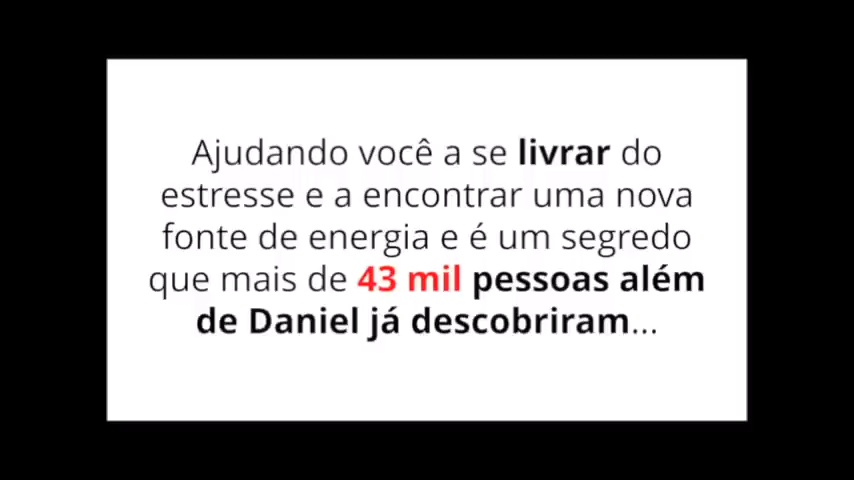 Ajudando você a se livrar do
estresse e a encontrar uma nova
fonte de energia e é um segredo
que mais de 43 mil pessoas além
de Daniel já descobriram...